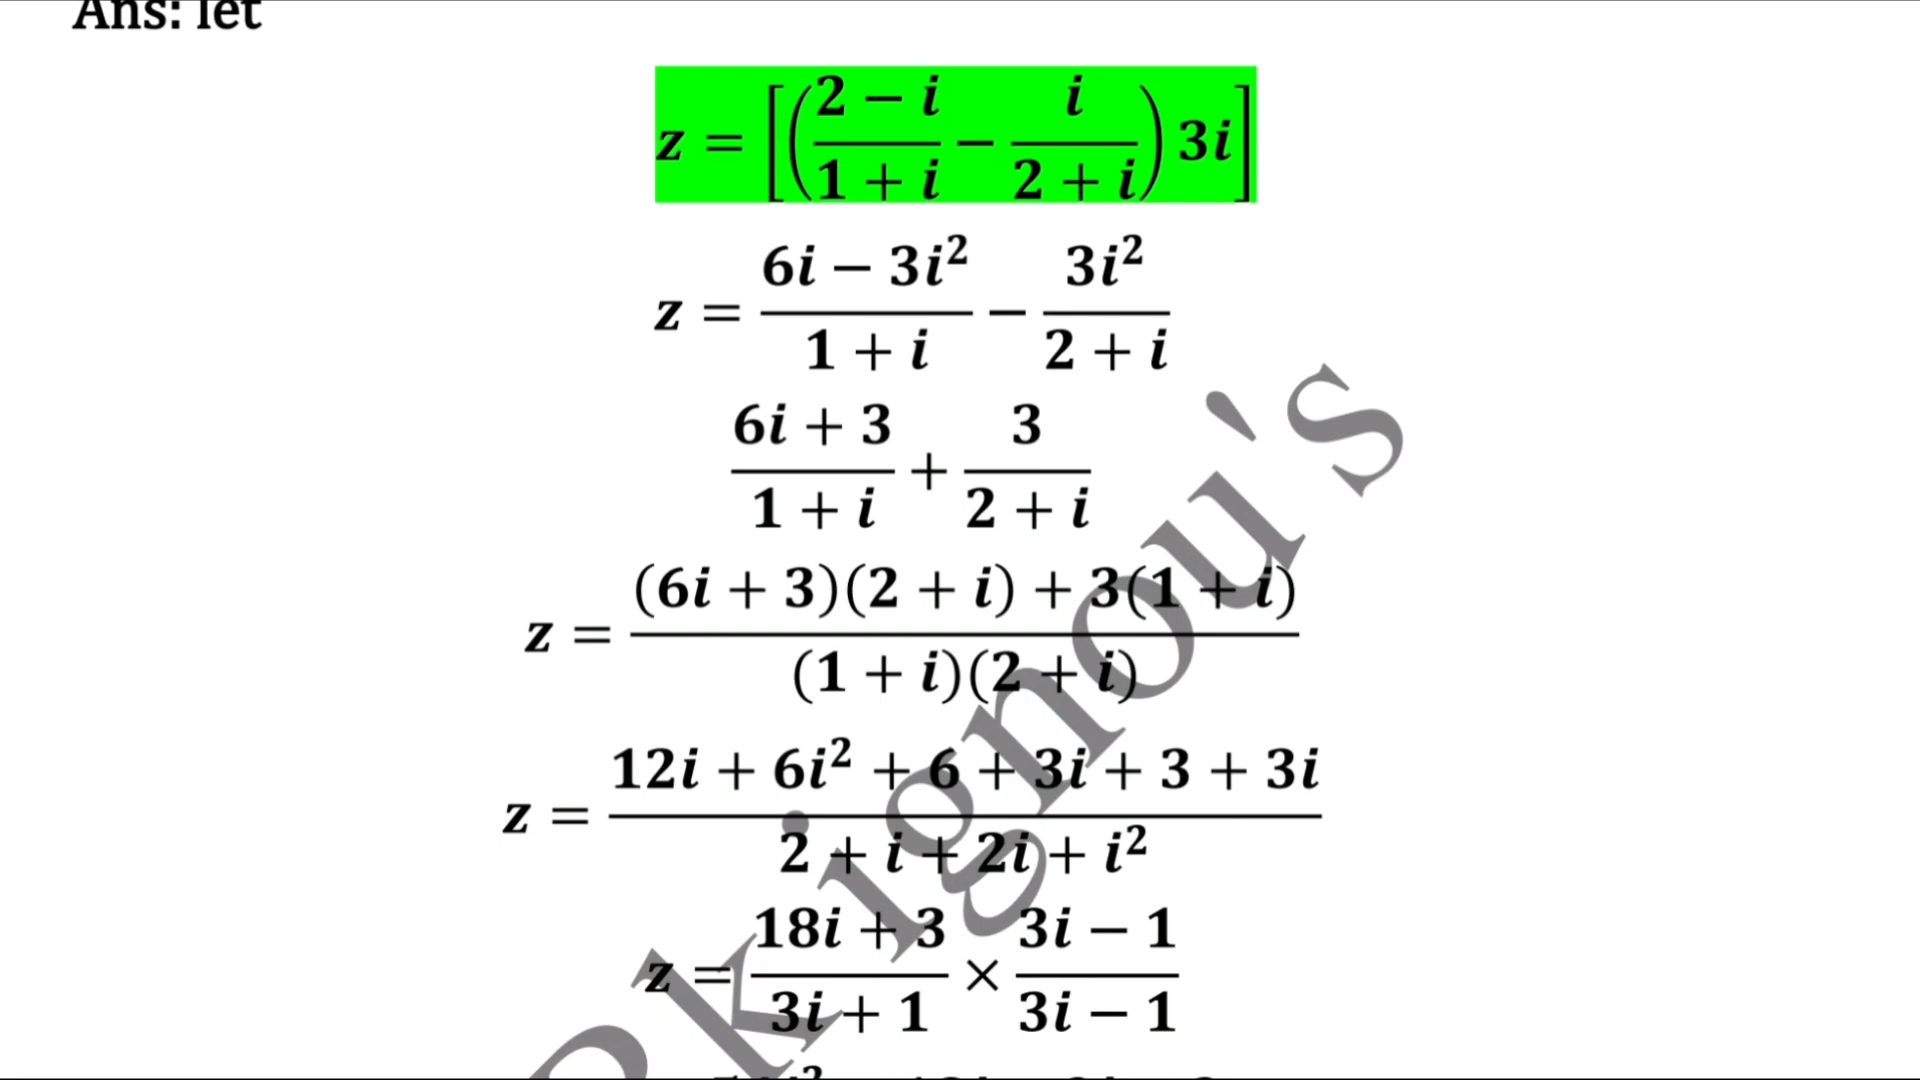 Ans: let
z = [((2 − i)/(1 + i) − i/(2 + i)) 3i]
z = (6i − 3i²)/(1 + i) − 3i²/(2 + i)
(6i + 3)/(1 + i) + 3/(2 + i)
z = ((6i + 3)(2 + i) + 3(1 + i))/((1 + i)(2 + i))
z = (12i + 6i² + 6 + 3i + 3 + 3i)/(2 + i + 2i + i²)
z = (18i + 3)/(3i + 1) × (3i − 1)/(3i − 1)
Rk ignou's